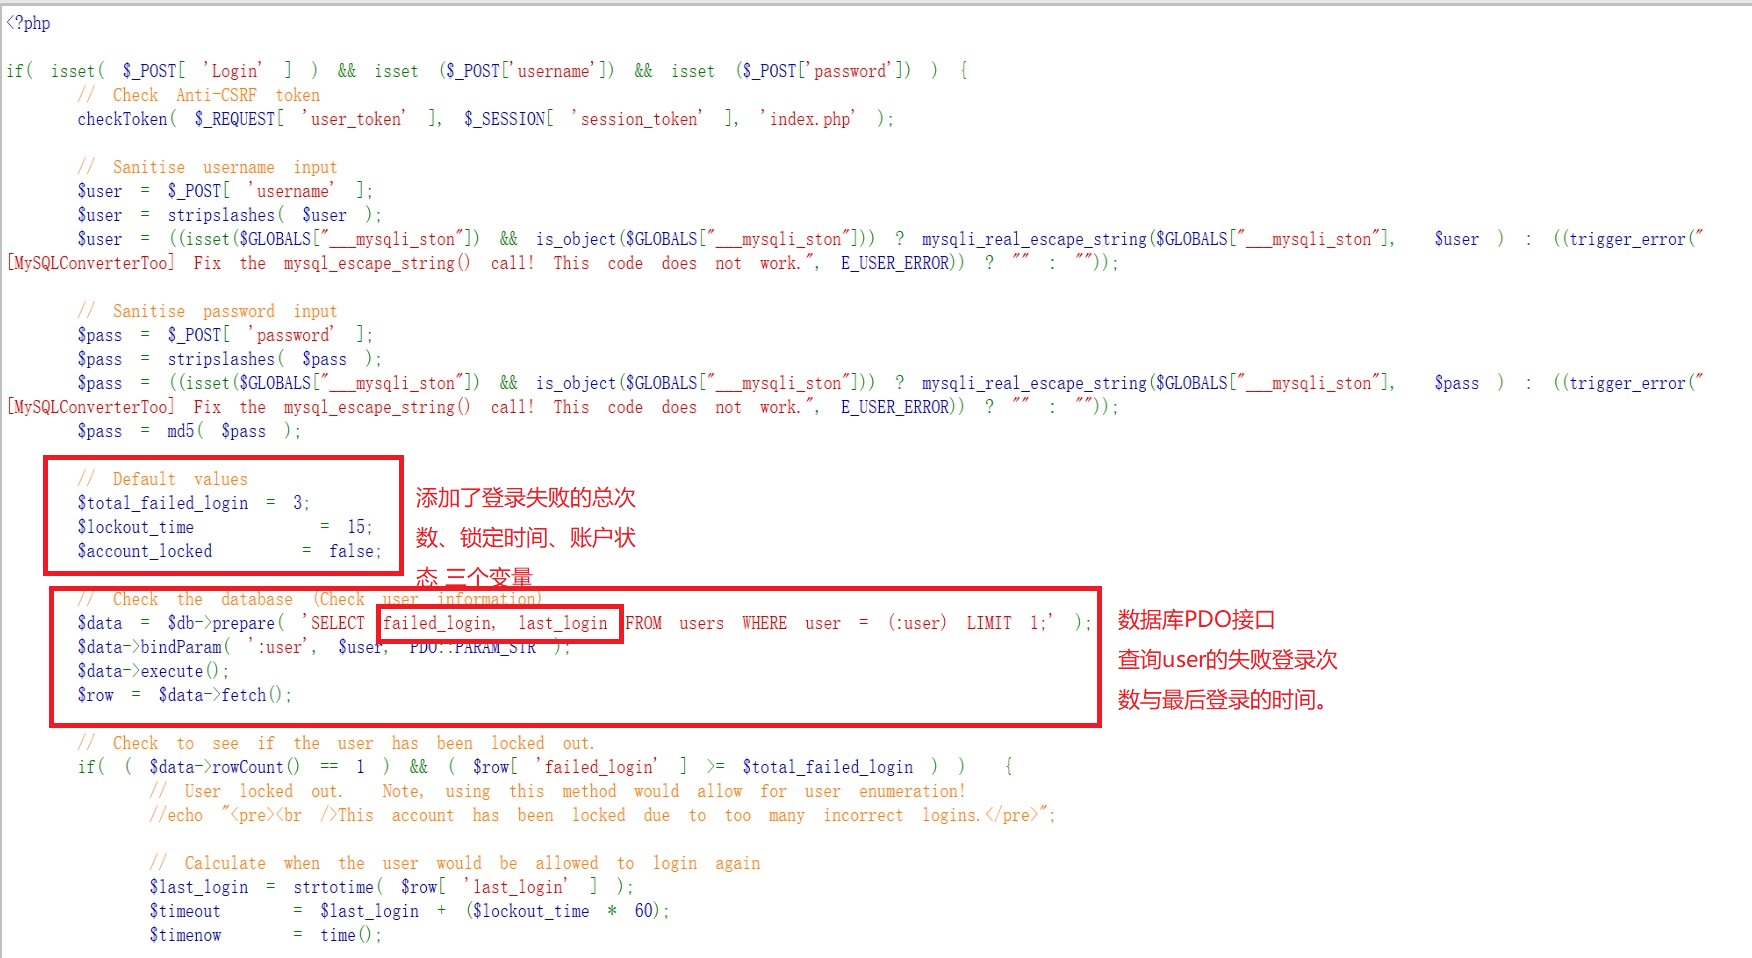 <?php
if( isset( $_POST[ 'Login' ] ) && isset ($_POST['username']) && isset ($_POST['password']) ) {
// Check Anti-CSRF token
checkToken( $_REQUEST[ 'user_token' ], $_SESSION[ 'session_token' ], 'index.php' );
// Sanitise username input
$user = $_POST[ 'username' ];
$user = stripslashes( $user );
$user = ((isset($GLOBALS["___mysqli_ston"]) && is_object($GLOBALS["___mysqli_ston"])) ? mysqli_real_escape_string($GLOBALS["___mysqli_ston"], $user ) : ((trigger_error("
[MySQLConverterToo] Fix the mysql_escape_string() call! This code does not work.", E_USER_ERROR)) ? "" : ""));
// Sanitise password input
$pass = $_POST[ 'password' ];
$pass = stripslashes( $pass );
$pass = ((isset($GLOBALS["___mysqli_ston"]) && is_object($GLOBALS["___mysqli_ston"])) ? mysqli_real_escape_string($GLOBALS["___mysqli_ston"], $pass ) : ((trigger_error("
[MySQLConverterToo] Fix the mysql_escape_string() call! This code does not work.", E_USER_ERROR)) ? "" : ""));
$pass = md5( $pass );
// Default values
$total_failed_login = 3;
$lockout_time = 15;
$account_locked = false;
添加了登录失败的总次
数、锁定时间、账户状
态 三个变量
// Check the database (Check user information)
$data = $db->prepare( 'SELECT failed_login, last_login FROM users WHERE user = (:user) LIMIT 1;' );
$data->bindParam( ':user', $user, PDO::PARAM_STR );
$data->execute();
$row = $data->fetch();
数据库PDO接口
查询user的失败登录次
数与最后登录的时间。
// Check to see if the user has been locked out.
if( ( $data->rowCount() == 1 ) && ( $row[ 'failed_login' ] >= $total_failed_login ) ) {
// User locked out. Note, using this method would allow for user enumeration!
//echo "<pre><br />This account has been locked due to too many incorrect logins.</pre>";
// Calculate when the user would be allowed to login again
$last_login = strtotime( $row[ 'last_login' ] );
$timeout = $last_login + ($lockout_time * 60);
$timenow = time();